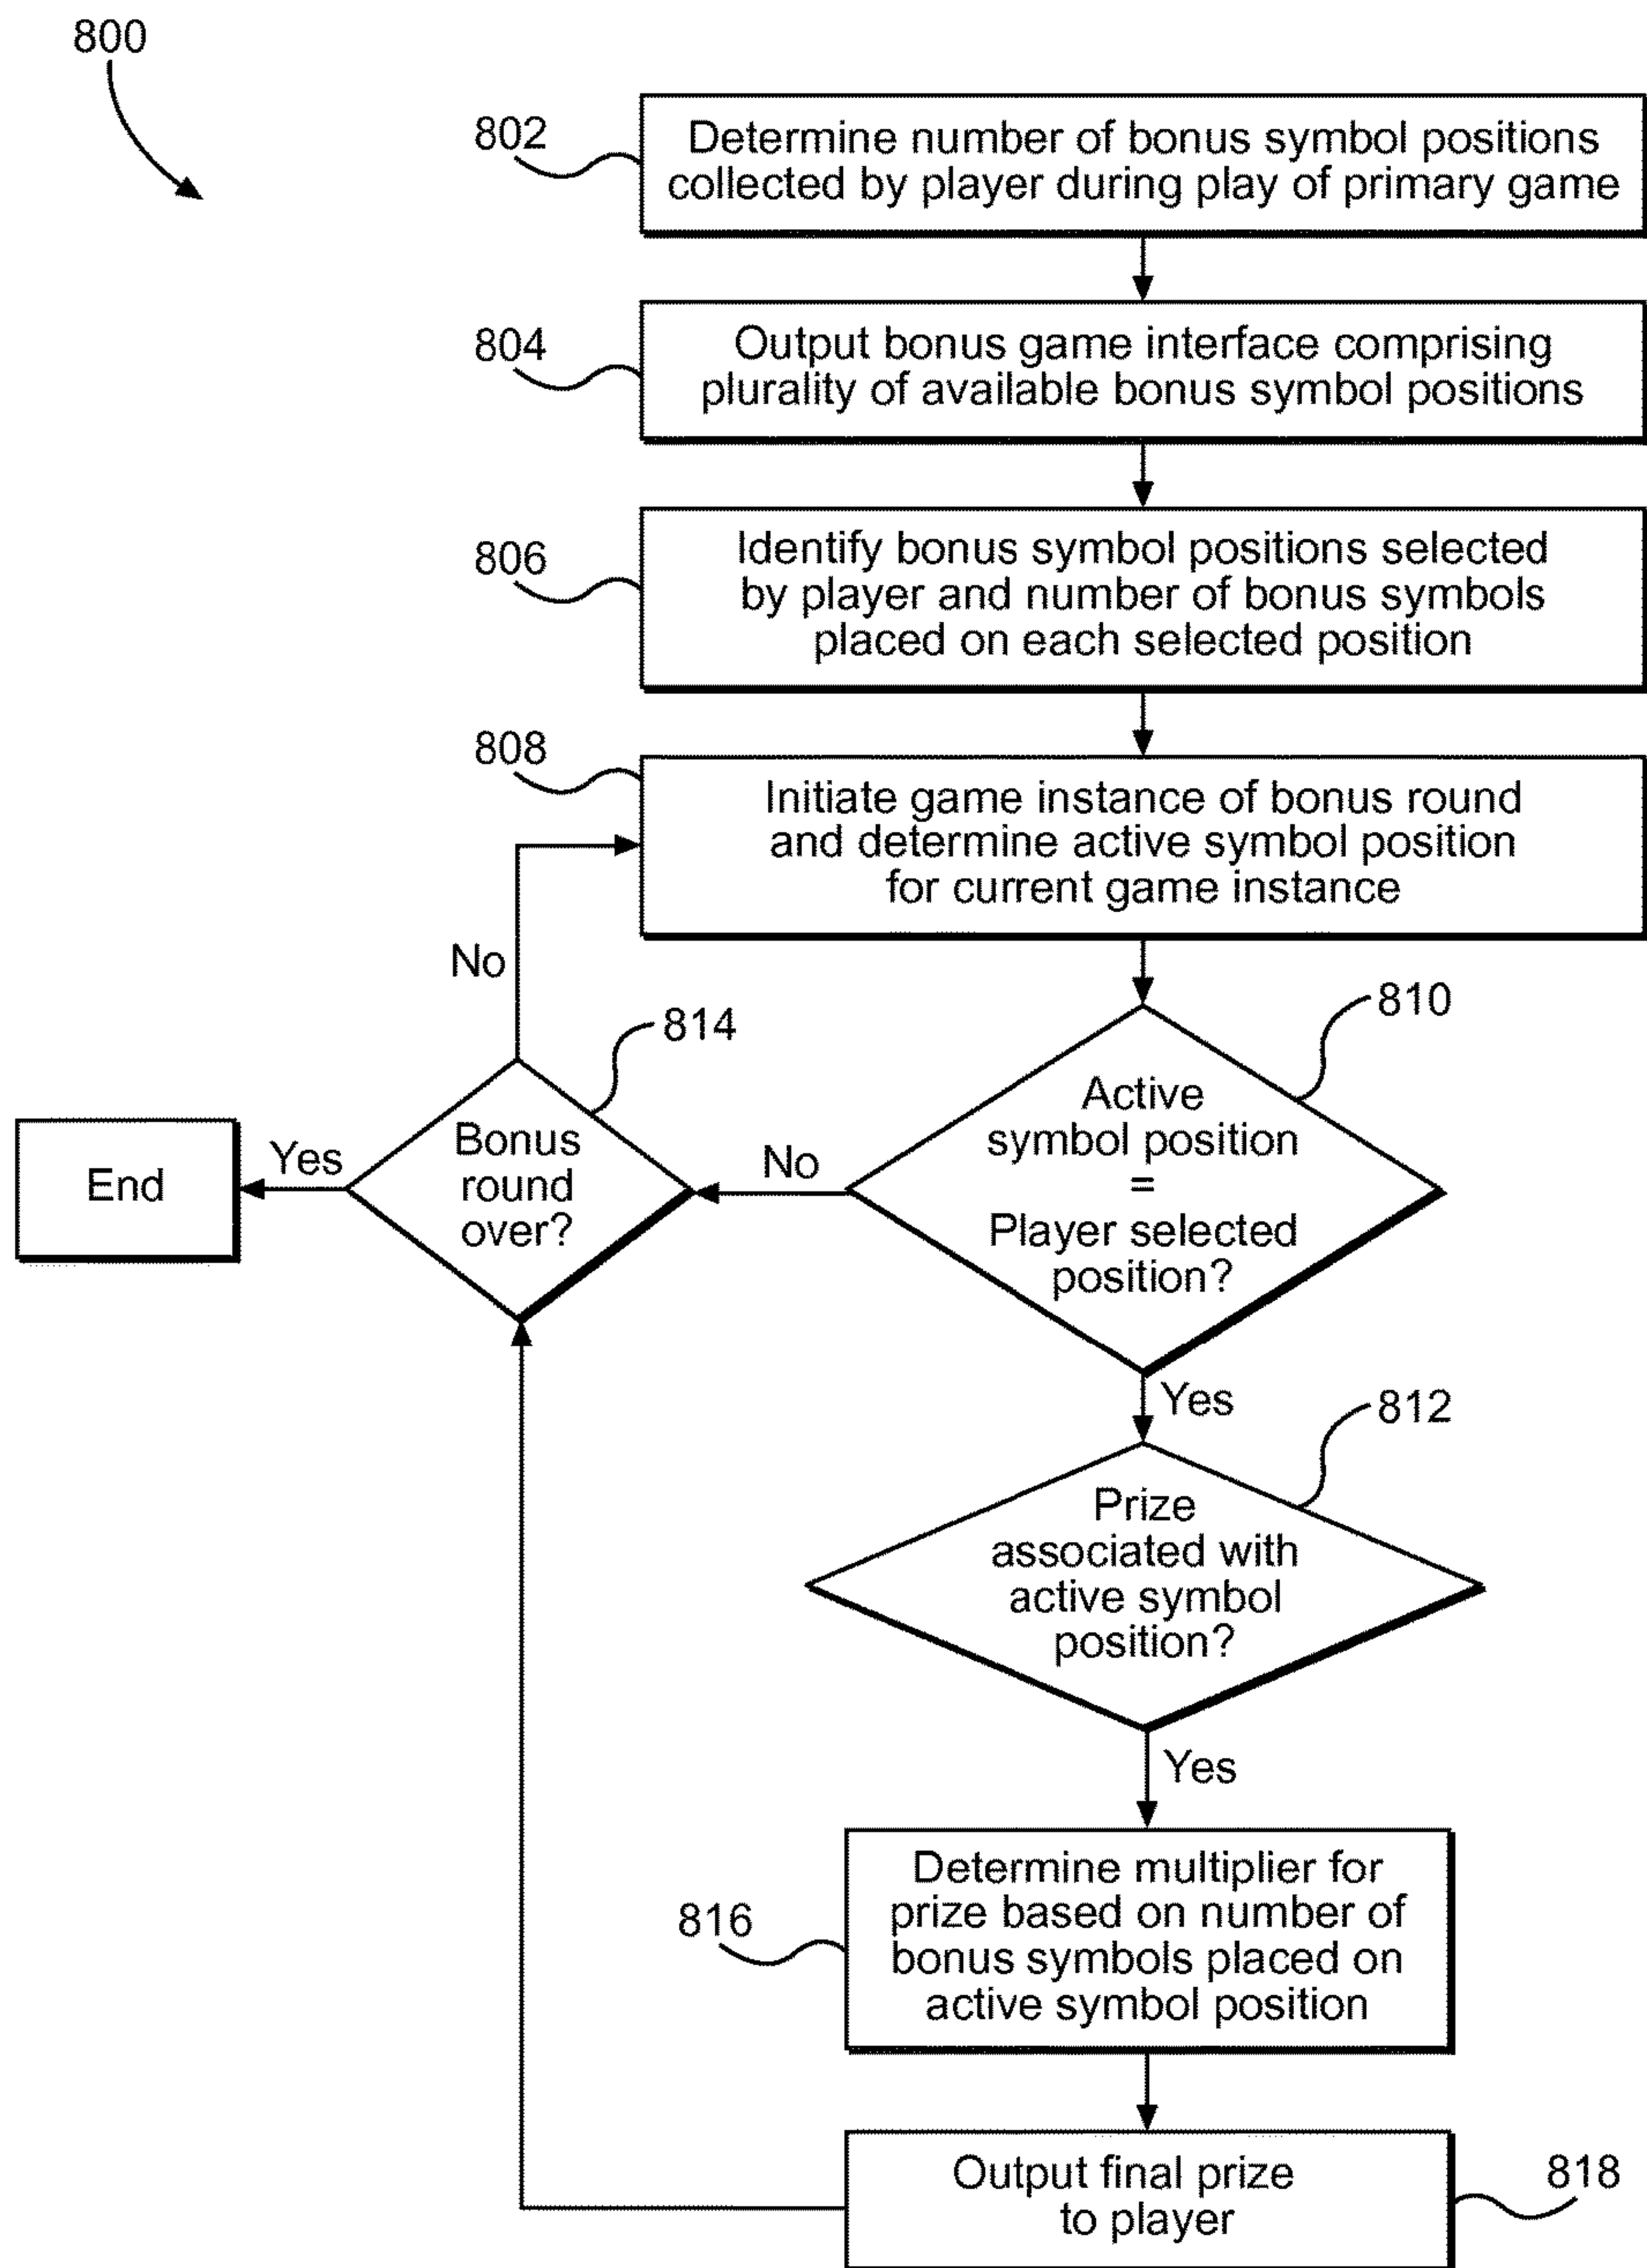 800
802
Determine number of bonus symbol positions
collected by player during play of primary game
804
Output bonus game interface comprising
plurality of available bonus symbol positions
806
Identify bonus symbol positions selected
by player and number of bonus symbols
placed on each selected position
808
Initiate game instance of bonus round
and determine active symbol position
for current game instance
No
810
814
Active
symbol position
=
Player selected
position?
No
Bonus
round
over?
Yes
End
Yes
812
Prize
associated with
active symbol
position?
Yes
816
Determine multiplier for
prize based on number of
bonus symbols placed on
active symbol position
Output final prize
to player
818